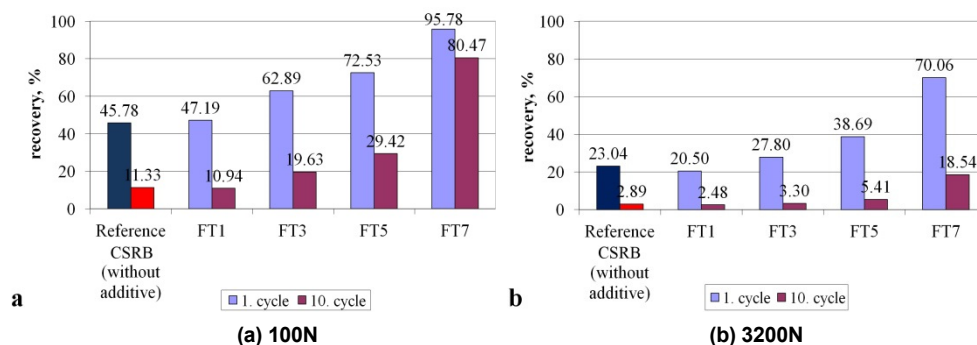 recovery, %
100
80
60
40
20
0
45.78
11.33
47.19
10.94
62.89
19.63
72.53
29.42
95.78
80.47
Reference
CSRB
(without
additive)
FT1
FT3
FT5
FT7
1. cycle
10. cycle
a
(a) 100N
recovery, %
100
80
60
40
20
0
23.04
2.89
20.50
2.48
27.80
3.30
38.69
5.41
70.06
18.54
Reference
CSRB
(without
additive)
FT1
FT3
FT5
FT7
1. cycle
10. cycle
b
(b) 3200N